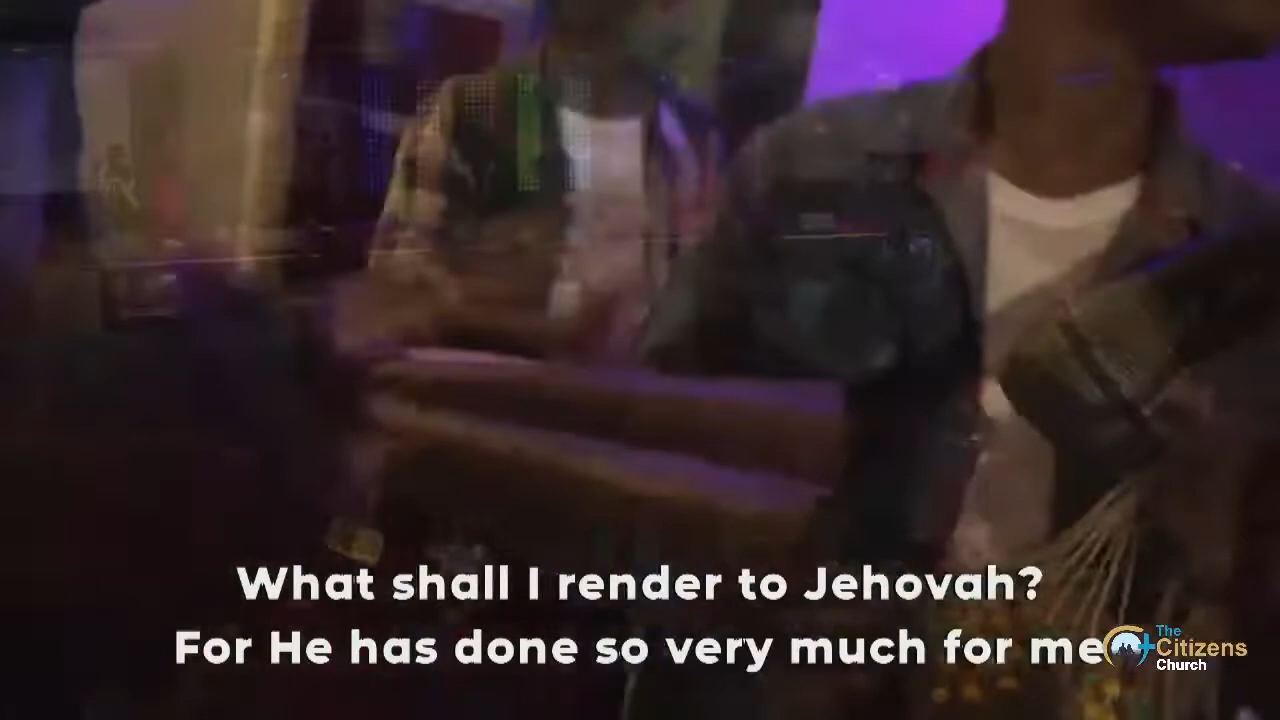 What shall I render to Jehovah?
For He has done so very much for me
The
Citizens
Church